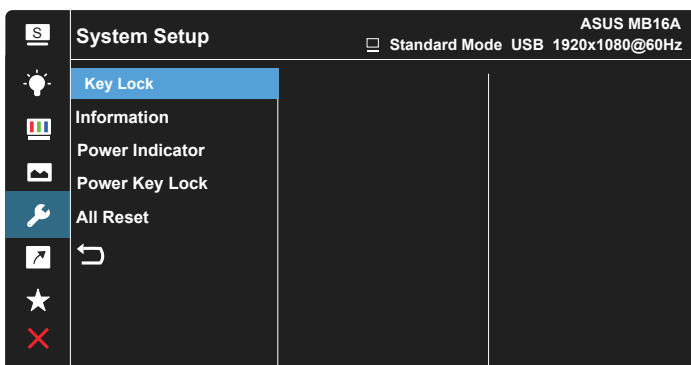 S
System Setup
ASUS MB16A
Standard Mode USB 1920x1080@60Hz
Key Lock
Information
Power Indicator
Power Key Lock
All Reset